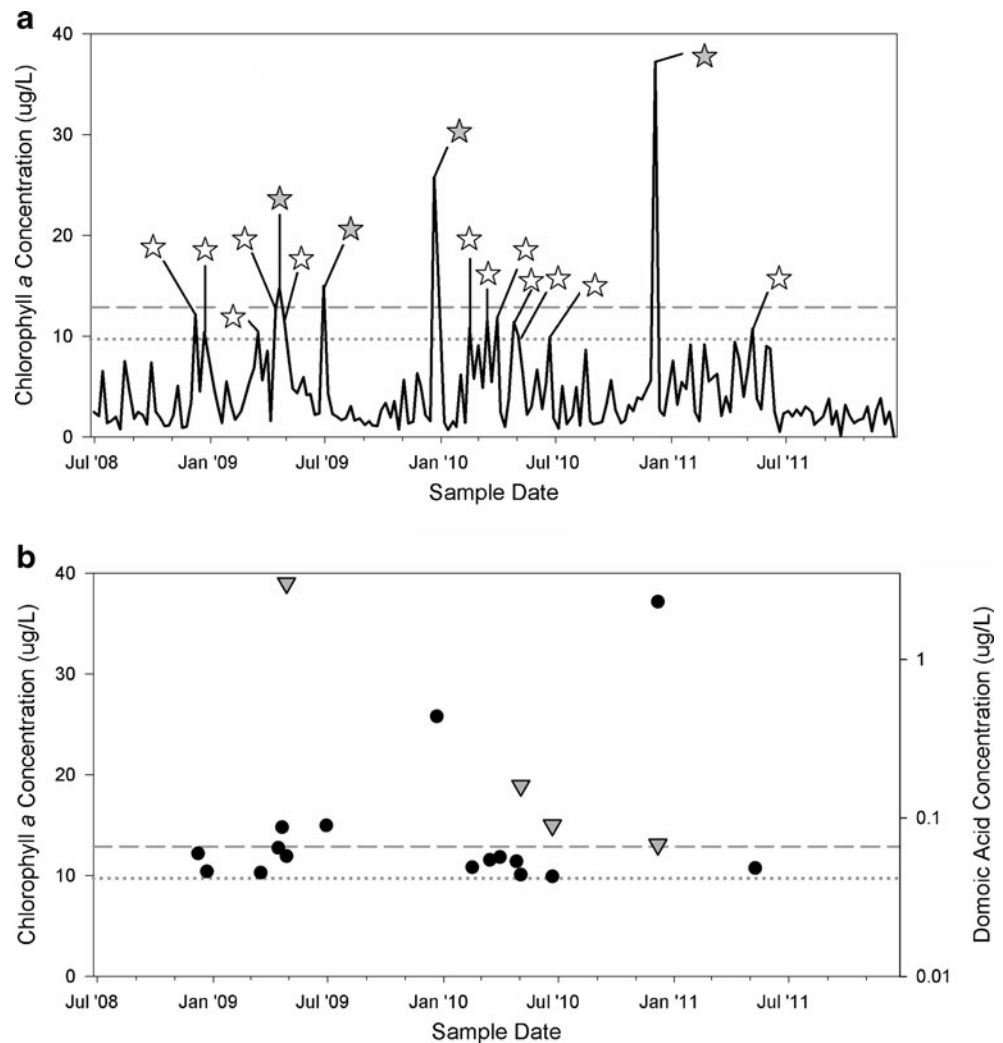 a
Chlorophyll a Concentration (ug/L)
40
30
20
10
0
Jul '08 Jan '09 Jul '09 Jan '10 Jul '10 Jan '11 Jul '11
Sample Date
b
Chlorophyll a Concentration (ug/L)
40
30
20
10
0
Domoic Acid Concentration (ug/L)
1
0.1
0.01
Jul '08 Jan '09 Jul '09 Jan '10 Jul '10 Jan '11 Jul '11
Sample Date